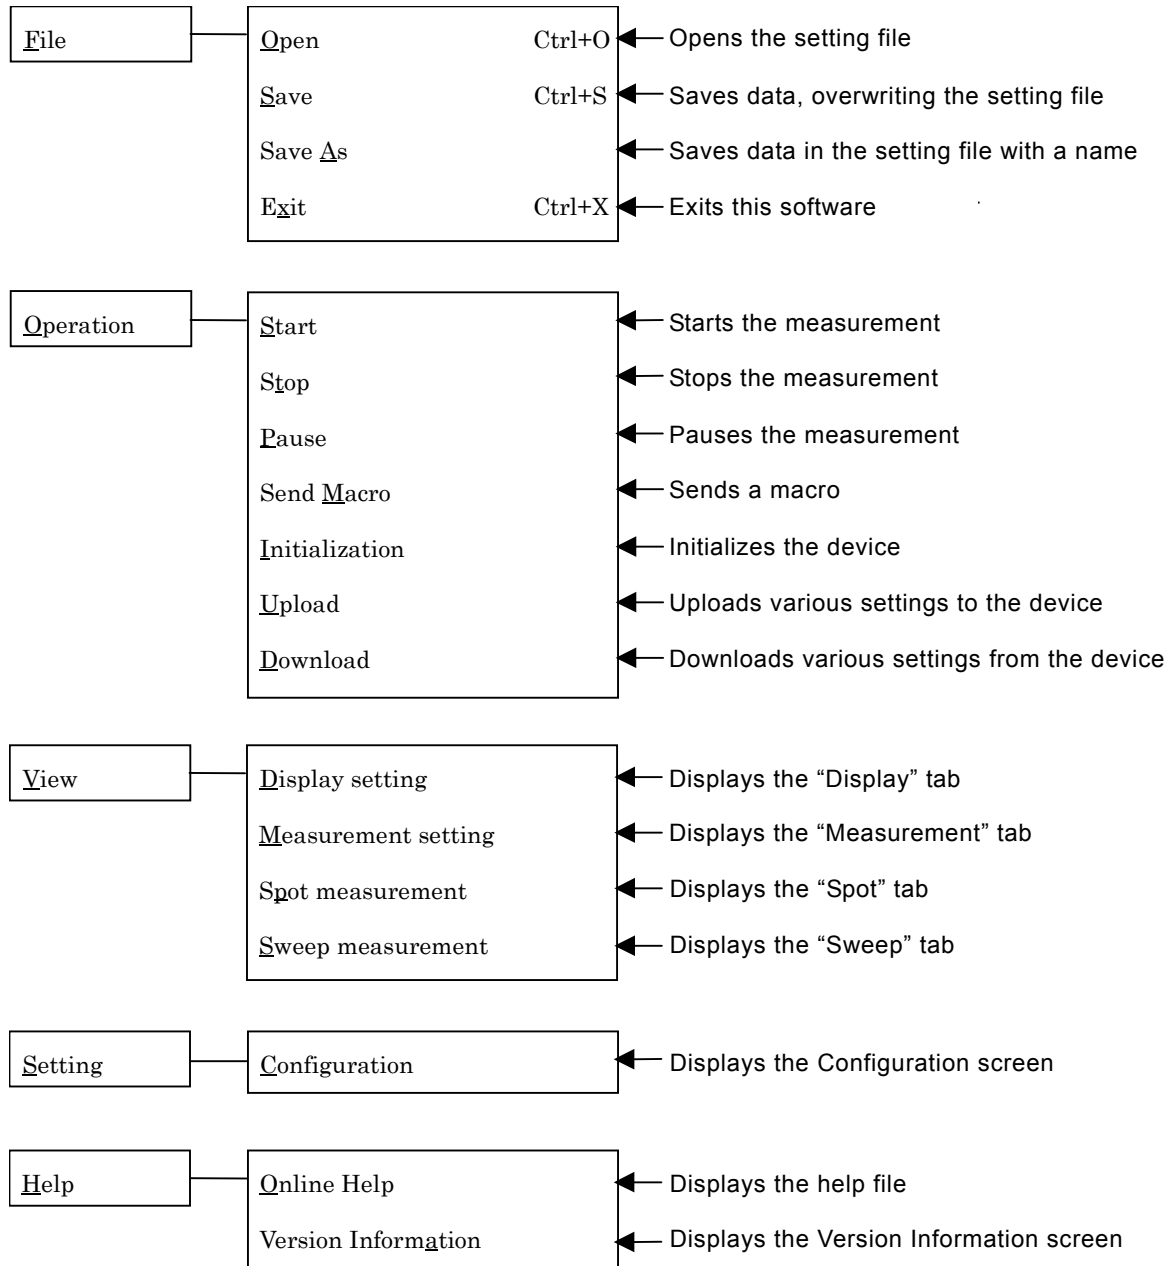 File
Open Ctrl+O Opens the setting file
Save Ctrl+S Saves data, overwriting the setting file
Save As Saves data in the setting file with a name
Exit Ctrl+X Exits this software
Operation
Start Starts the measurement
Stop Stops the measurement
Pause Pauses the measurement
Send Macro Sends a macro
Initialization Initializes the device
Upload Uploads various settings to the device
Download Downloads various settings from the device
View
Display setting Displays the “Display” tab
Measurement setting Displays the “Measurement” tab
Spot measurement Displays the “Spot” tab
Sweep measurement Displays the “Sweep” tab
Setting
Configuration Displays the Configuration screen
Help
Online Help Displays the help file
Version Information Displays the Version Information screen